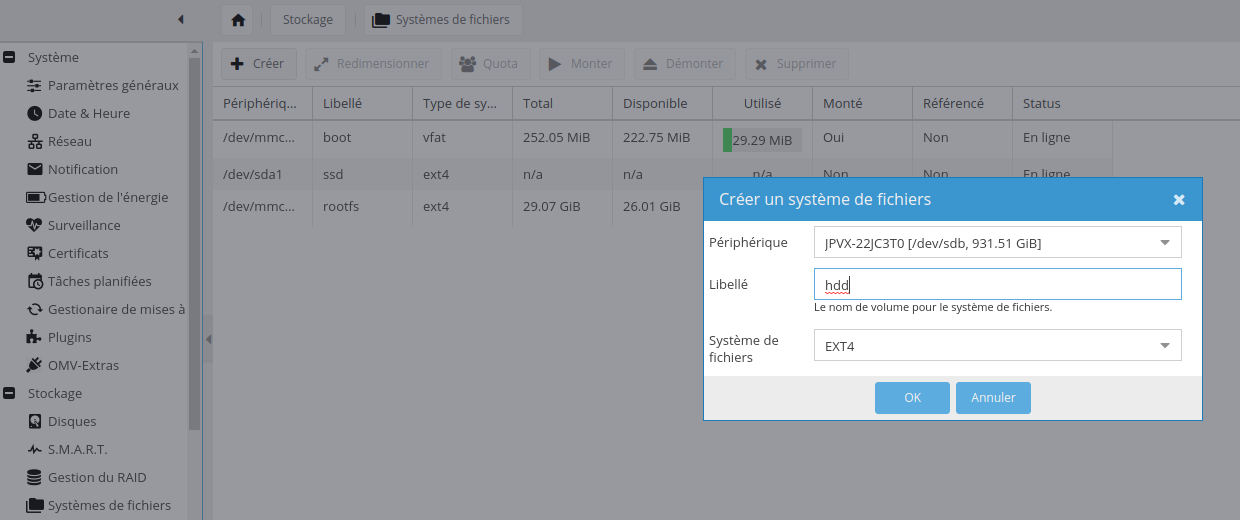 Stockage
Systèmes de fichiers
Système
Paramètres généraux
Date & Heure
Réseau
Notification
Gestion de l'énergie
Surveillance
Certificats
Tâches planifiées
Gestionnaire de mises à
Plugins
OMV-Extras
Stockage
Disques
S.M.A.R.T.
Gestion du RAID
Systèmes de fichiers
Créer Redimensionner Quota Monter Démonter Supprimer
Périphériq... Libellé Type de sy... Total Disponible Utilisé Monté Référencé Status
/dev/mmc... boot vfat 252.05 MiB 222.75 MiB 29.29 MiB Oui Non En ligne
/dev/sda1 ssd ext4 n/a n/a n/a Non Non En ligne
/dev/mmc... rootfs ext4 29.07 GiB 26.01 GiB
Créer un système de fichiers
Périphérique JPVX-22JC3T0 [/dev/sdb, 931.51 GiB]
Libellé hdd
Le nom de volume pour le système de fichiers.
Système de
fichiers EXT4
OK Annuler